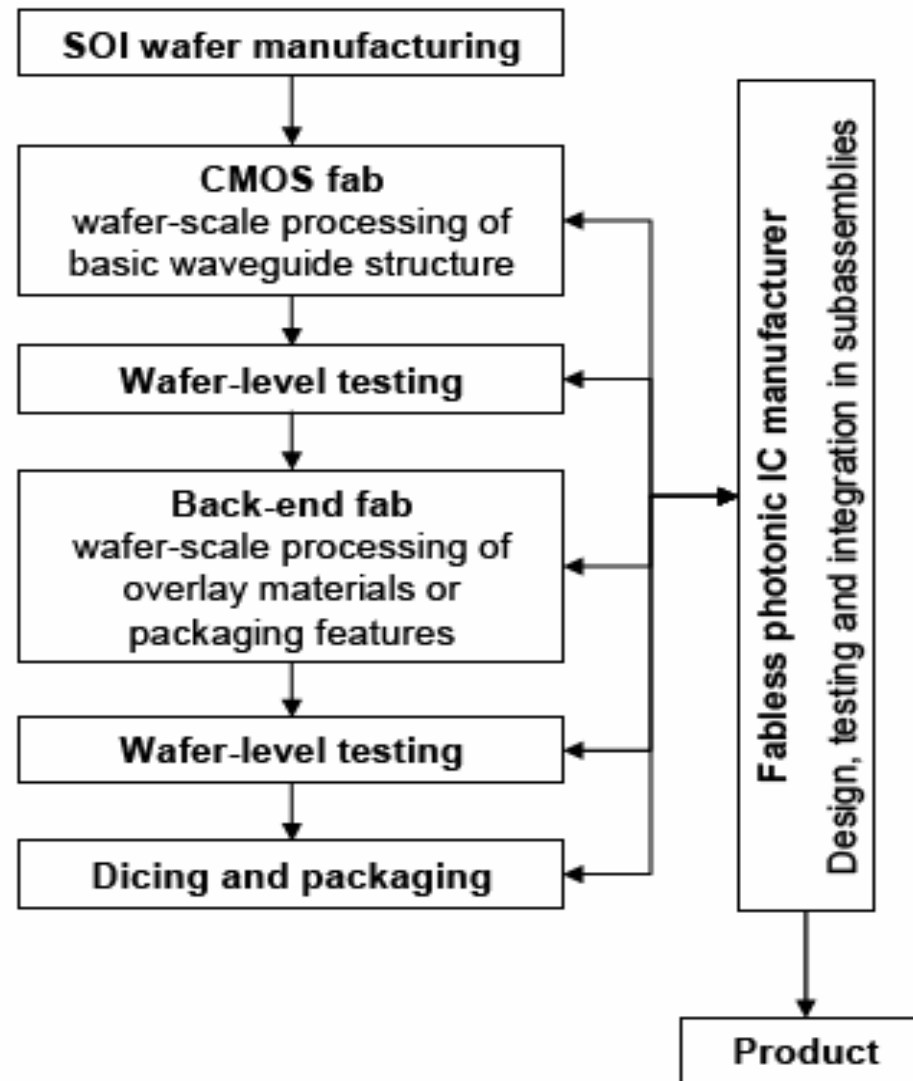 SOI wafer manufacturing
CMOS fab
wafer-scale processing of
basic waveguide structure
Wafer-level testing
Back-end fab
wafer-scale processing of
overlay materials or
packaging features
Wafer-level testing
Dicing and packaging
Fabless photonic IC manufacturer
Design, testing and integration in subassemblies
Product